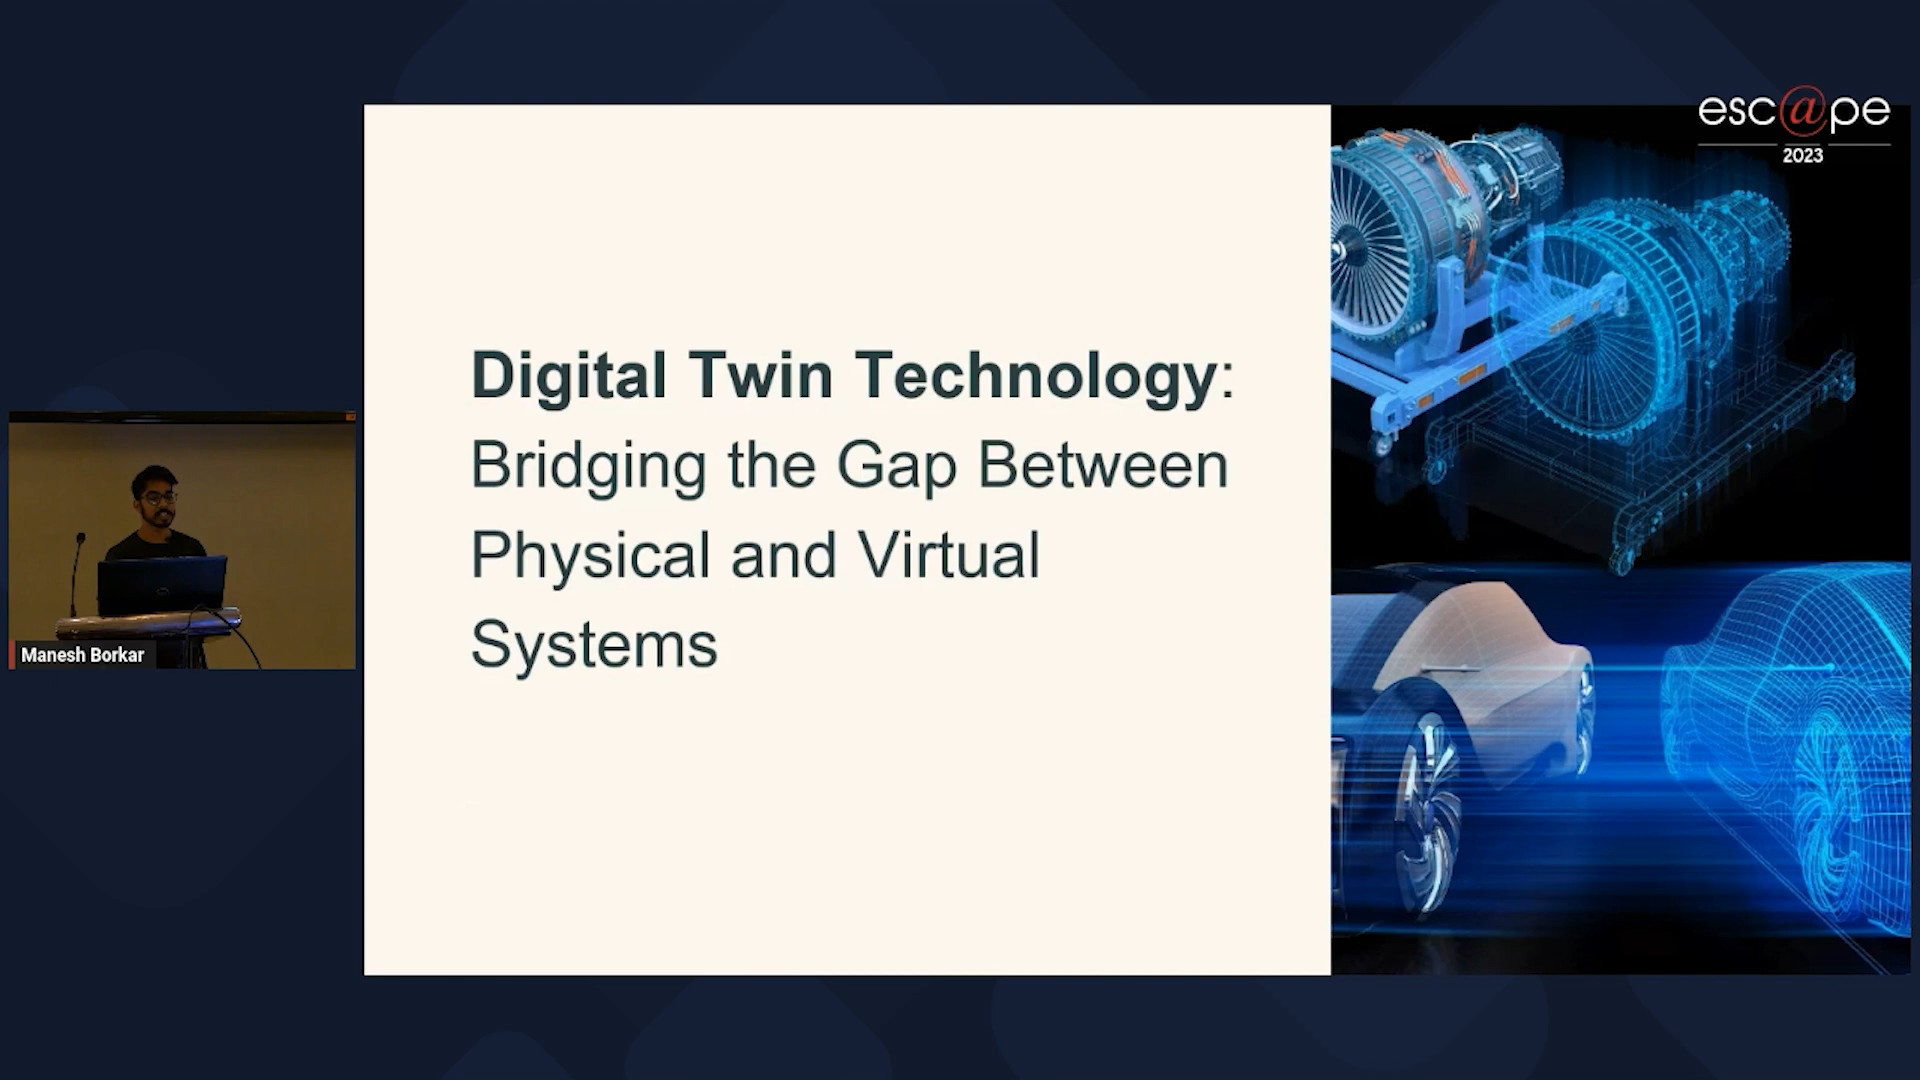 esc@pe
2023
Digital Twin Technology:
Bridging the Gap Between
Physical and Virtual
Systems
Manesh Borkar